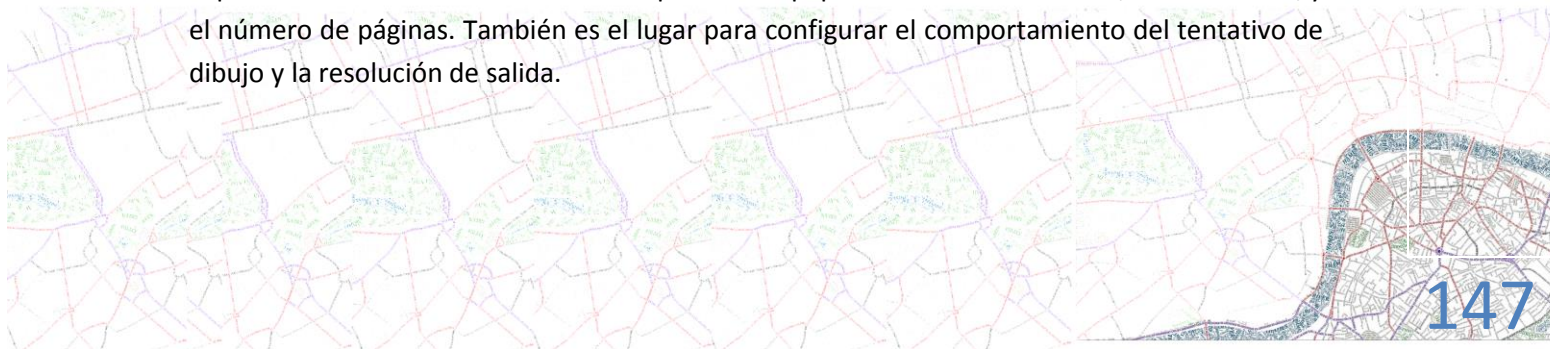 el número de páginas. También es el lugar para configurar el comportamiento del tentativo de
dibujo y la resolución de salida.
147